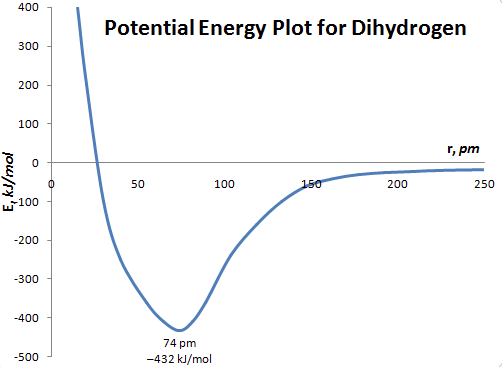 Potential Energy Plot for Dihydrogen
400
300
200
100
0
-100
-200
-300
-400
-500
E, kJ/mol
r, pm
0 50 100 150 200 250
74 pm
−432 kJ/mol